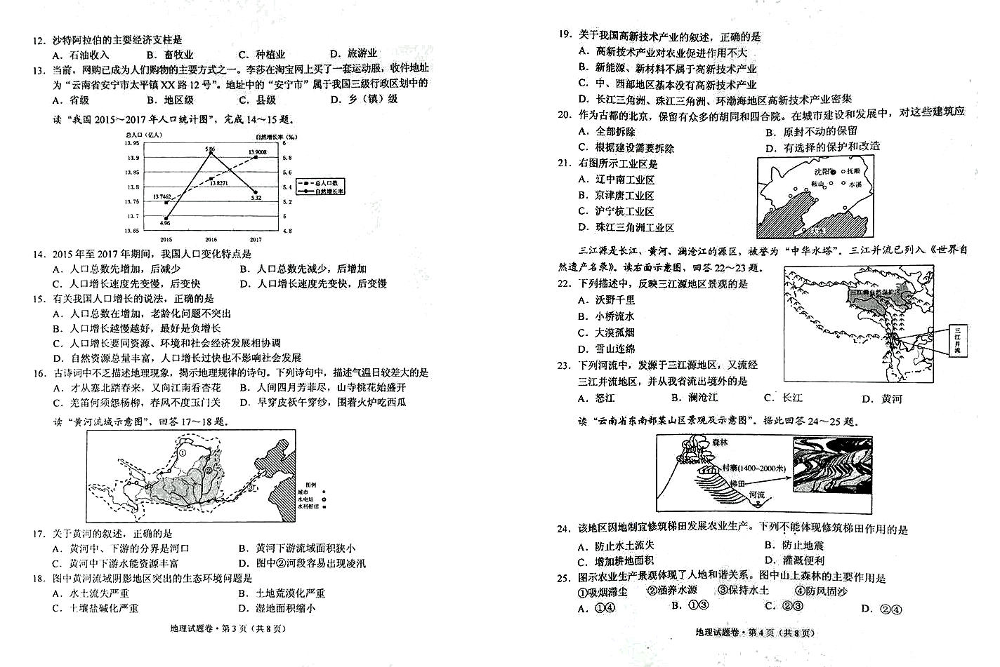 12．沙特阿拉伯的主要经济支柱是
A．石油收入 B．畜牧业 C．种植业 D．旅游业
13．当前，网购已成为人们购物的主要方式之一。李莎在淘宝网上买了一套运动服，收件地址
为“云南省安宁市太平镇XX路12号”。地址中的“安宁市”属于我国三级行政区划中的
A．省级 B．地区级 C．县级 D．乡（镇）级
读“我国2015～2017年人口统计图”，完成14～15题。
总人口（亿人） 自然增长率（‰）
13.95 6
13.9 5.8
13.85 5.6
13.8 5.4
13.75 5.2
13.7 5
13.65 4.8
5.86 13.9008
13.8271
13.7462 5.32
4.96
总人口数
自然增长率
2015 2016 2017
14．2015年至2017年期间，我国人口变化特点是
A．人口总数先增加，后减少 B．人口总数先减少，后增加
C．人口增长速度先变慢，后变快 D．人口增长速度先变快，后变慢
15．有关我国人口增长的说法，正确的是
A．人口总数在增加，老龄化问题不突出
B．人口增长越慢越好，最好是负增长
C．人口增长要同资源、环境和社会经济发展相协调
D．自然资源总量丰富，人口增长过快也不影响社会发展
16．古诗词中不乏描述地理现象，揭示地理规律的诗句。下列诗句中，描述气温日较差大的是
A．才从塞北踏春米，又向江南看杏花 B．人间四月芳菲尽，山寺桃花始盛开
C．羌笛何须怨杨柳，春风不度玉门关 D．早穿皮袄午穿纱，围着火炉吃西瓜
读“黄河流域示意图”、回答17～18题。
①
②
③
图例
城市
水电站
水利枢纽
17．关于黄河的叙述，正确的是
A．黄河中、下游的分界是河口 B．黄河下游流域面积狭小
C．黄河中下游水能资源丰富 D．图中②河段容易出现凌汛
18．图中黄河流域阴影地区突出的生态环境问题是
A．水土流失严重 B．土地荒漠化严重
C．土壤盐碱化严重 D．湿地面积缩小
地理试题卷·第3页（共8页）
19．关于我国高新技术产业的叙述，正确的是
A．高新技术产业对农业促进作用不大
B．新能源、新材料不属于高新技术产业
C．中、西部地区基本没有高新技术产业
D．长江三角洲、珠江三角洲、环渤海地区高新技术产业密集
20．作为古都的北京，保留有众多的胡同和四合院。在城市建设和发展中，对这些建筑应
A．全部拆除 B．原封不动的保留
C．根据建设需要拆除 D．有选择的保护和改造
21．右图所示工业区是
A．辽中南工业区
B．京津唐工业区
C．沪宁杭工业区
D．珠江三角洲工业区
沈阳 抚顺
鞍山 本溪
大连
三江源是长江、黄河、澜沧江的源区，被誉为“中华水塔”。三江并流已列入《世界自
然遗产名录》。读右面示意图，回答22～23题。
22．下列描述中，反映三江源地区景观的是
A．沃野千里
B．小桥流水
C．大漠孤烟
D．雪山连绵
三江源自然保护区
三江并流
23．下列河流中，发源于三江源地区，又流经
三江并流地区，并从我省流出境外的是
A．怒江 B．澜沧江 C．长江 D．黄河
读“云南省东南部某山区景观及示意图”。据此回答24～25题。
森林
村寨(1400-2000米)
梯田
河流
24．该地区因地制宜修筑梯田发展农业生产。下列不能体现修筑梯田作用的是
A．防止水土流失 B．防止地震
C．增加耕地面积 D．灌溉便利
25．图示农业生产景观体现了人地和谐关系。图中山上森林的主要作用是
①吸烟滞尘 ②涵养水源 ③保持水土 ④防风固沙
A．①④ B．①③ C．②③ D．②④
地理试题卷·第4页（共8页）